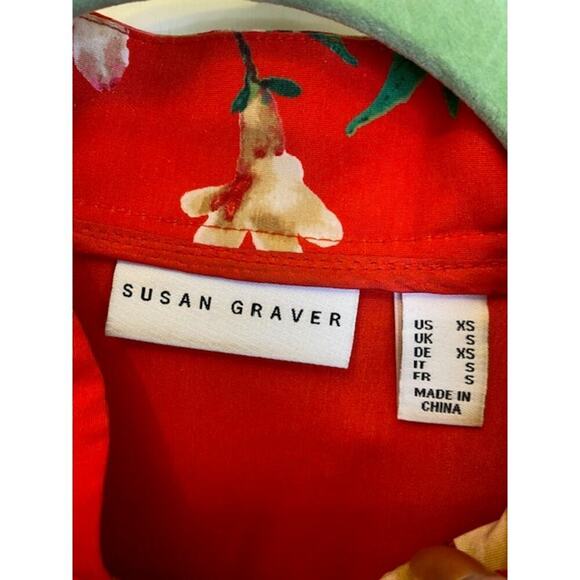 SUSAN GRAVER
US XS
UK S
DE XS
IT S
FR S
MADE IN
CHINA